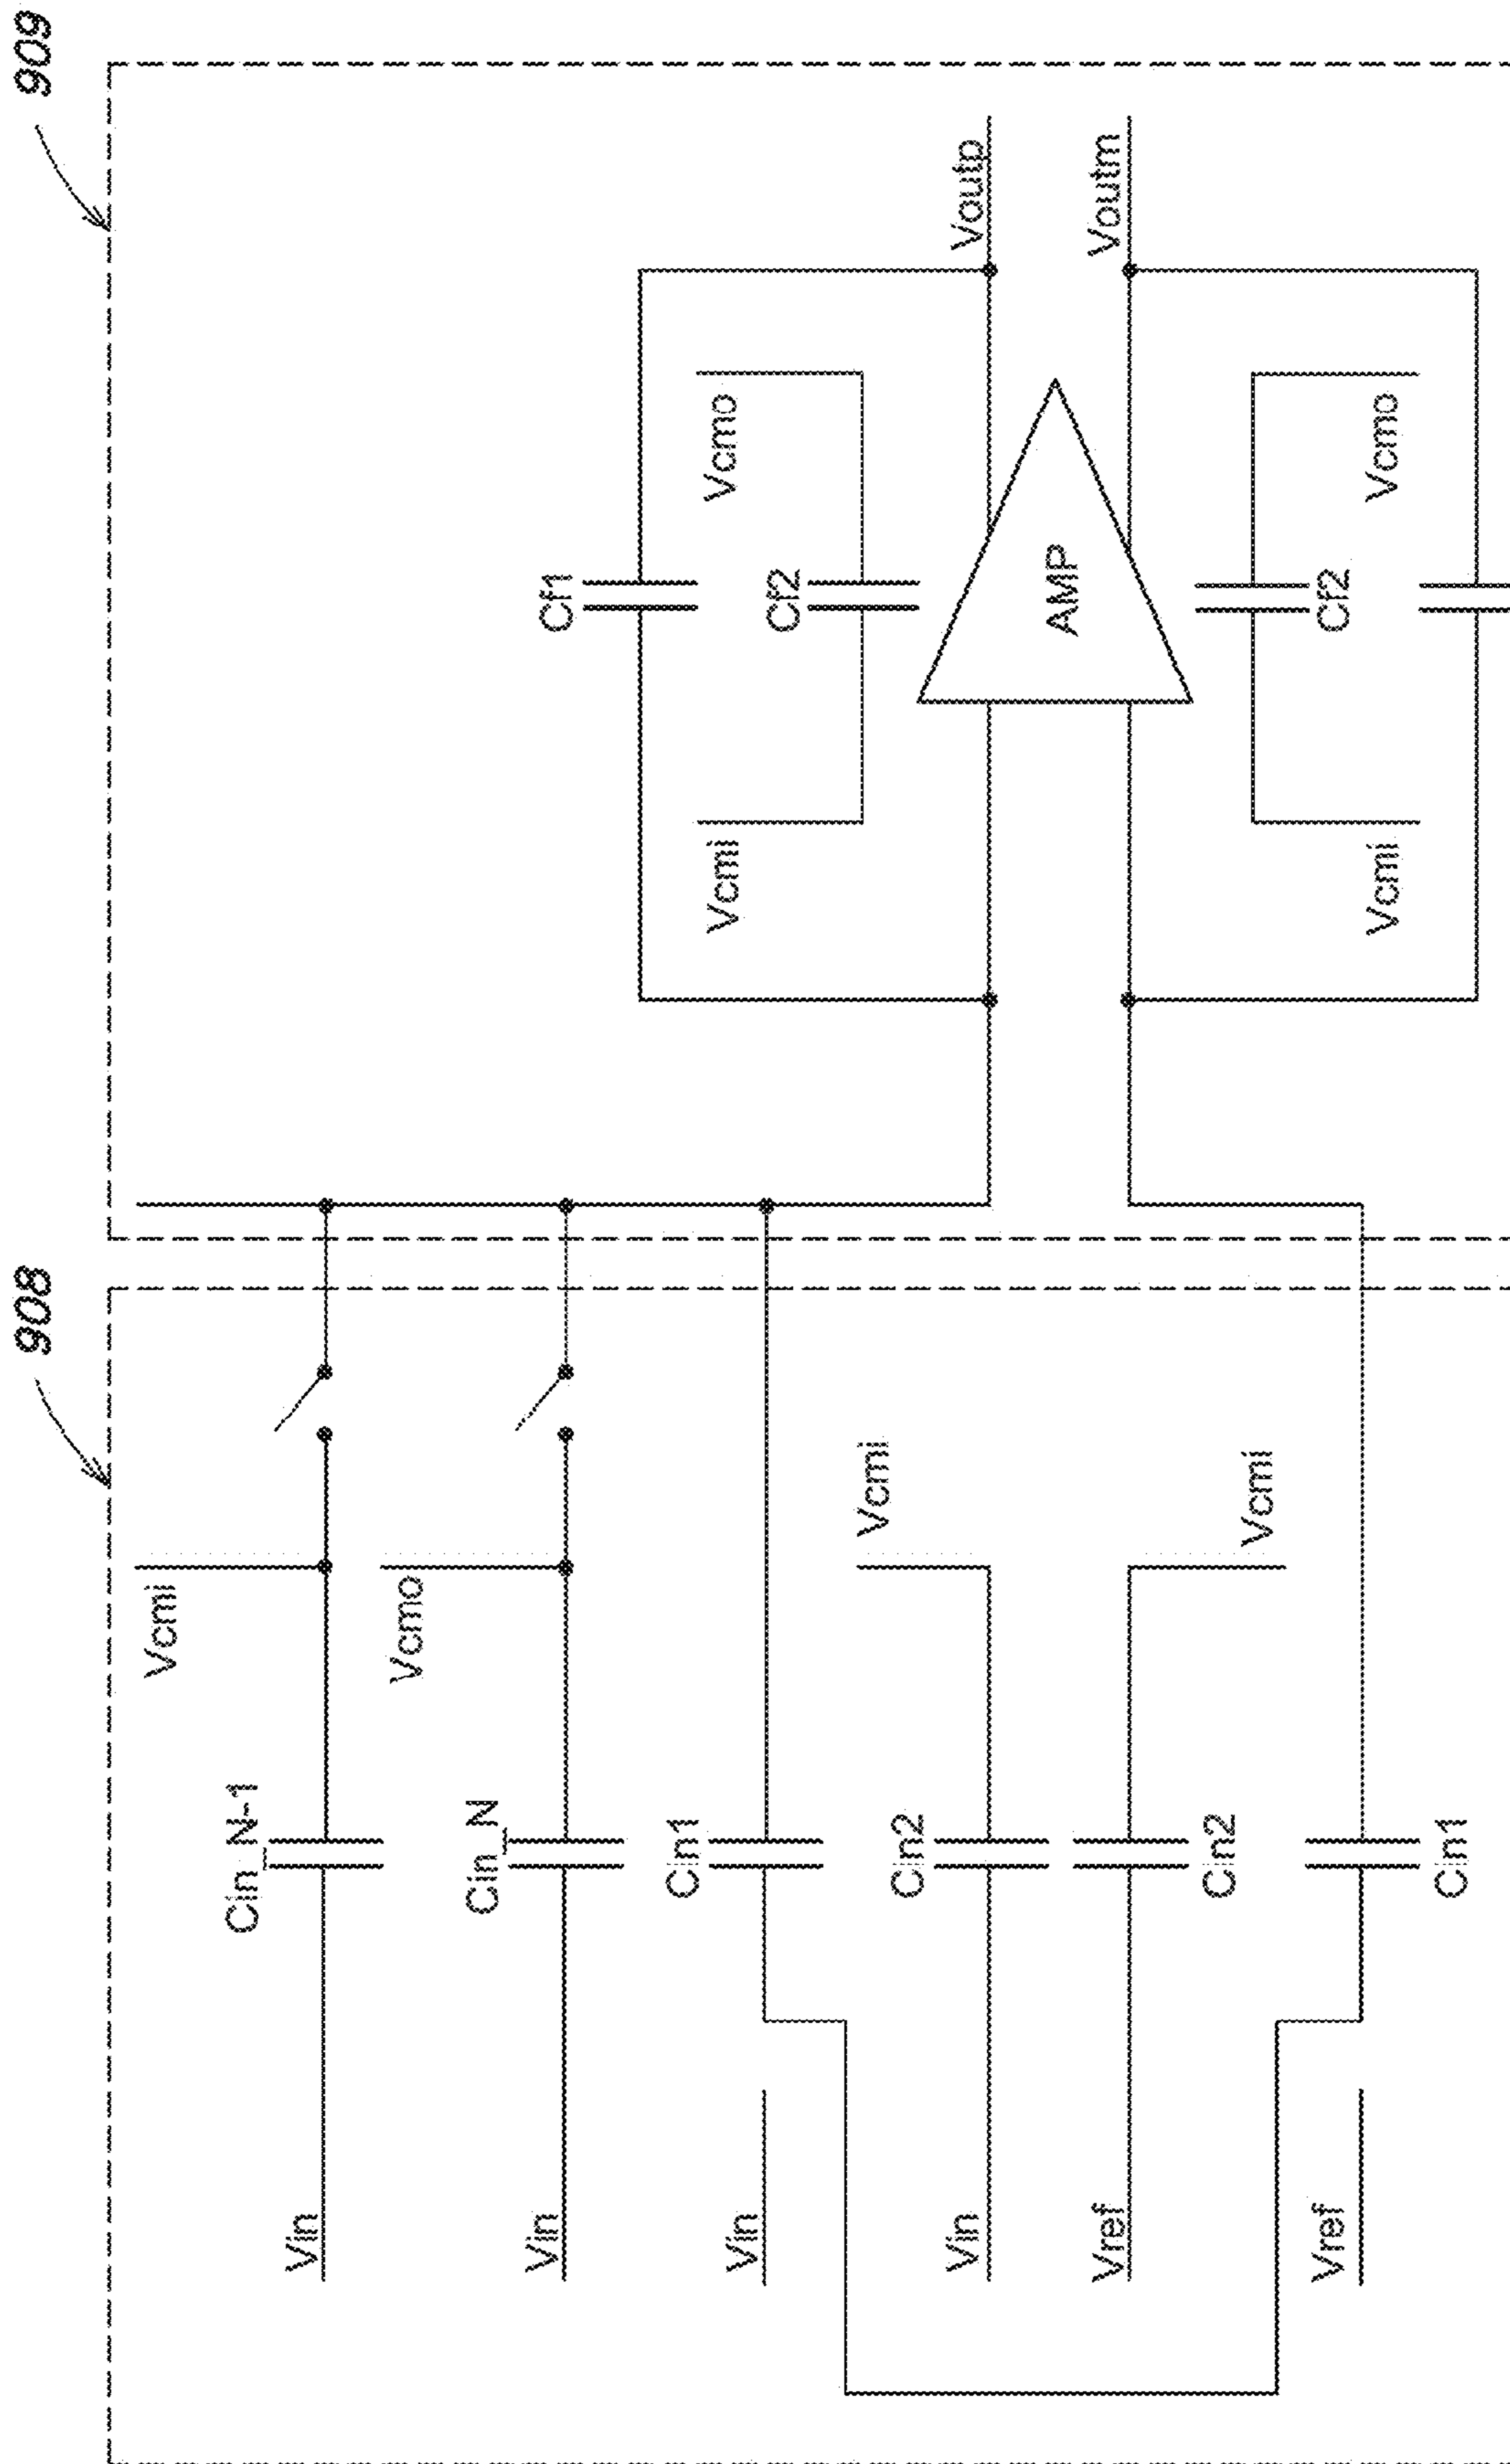 908
909
Vin
Cin_N-1
Vcmi
Vin
Cin_N
Vcmo
Vin
Cin1
Vin
Cin2
Vcmi
Vref
Cin2
Vcmi
Vref
Cin1
Cf1
Vcmi
Cf2
Vcmo
Voutp
AMP
Voutm
Vcmi
Cf2
Vcmo